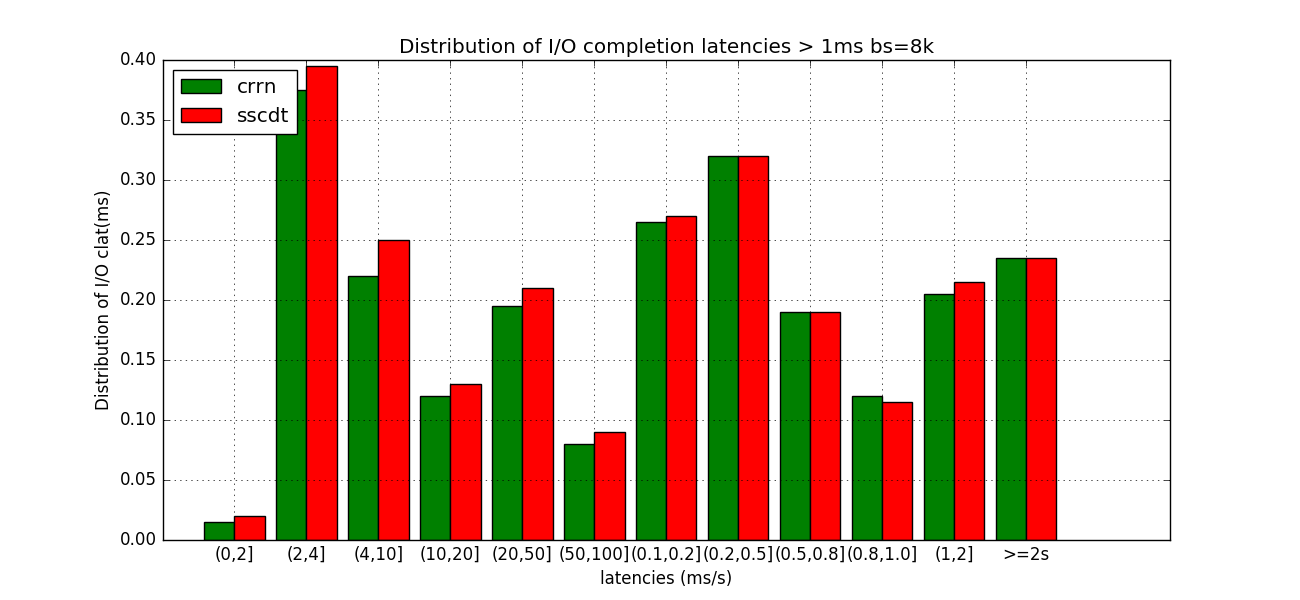 Distribution of I/O completion latencies > 1ms bs=8k
crrn
sscdt
Distribution of I/O clat(ms)
0.40
0.35
0.30
0.25
0.20
0.15
0.10
0.05
0.00
(0,2] (2,4] (4,10] (10,20] (20,50] (50,100] (0.1,0.2] (0.2,0.5] (0.5,0.8] (0.8,1.0] (1,2] >=2s
latencies (ms/s)